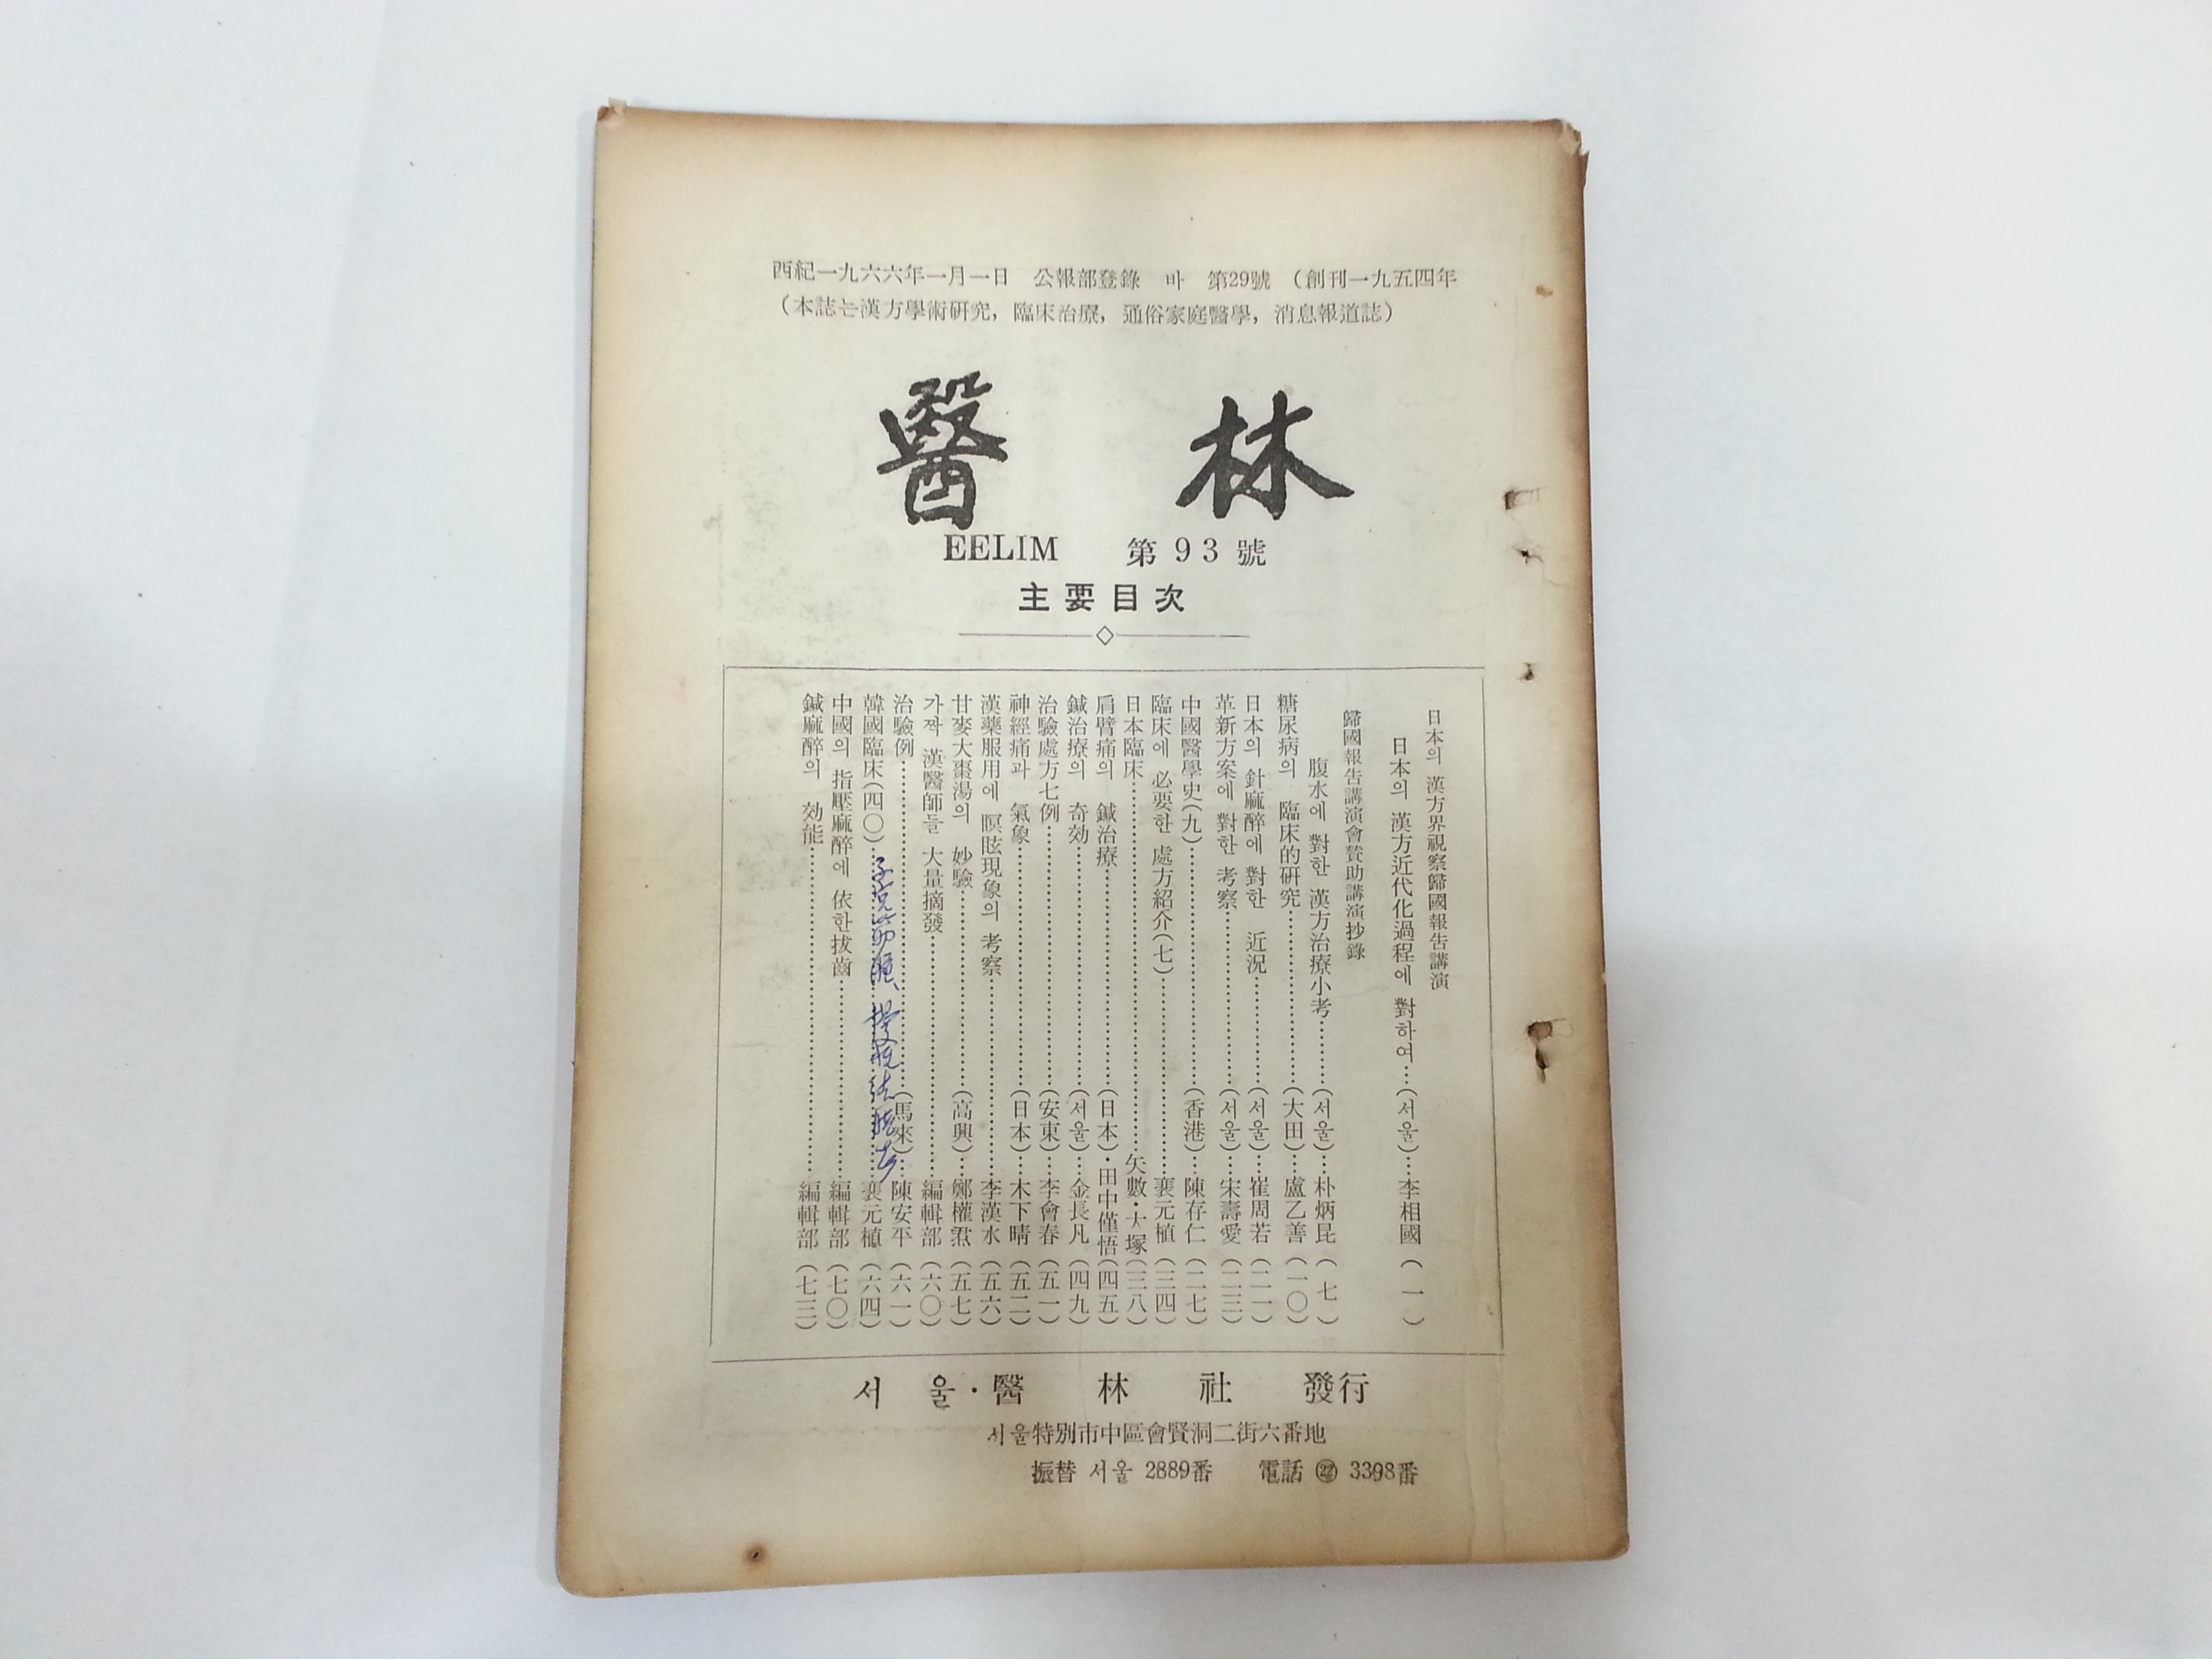 西紀一九六六年一月一日 公報部登錄 마 第29號 (創刊一九五四年
(本誌는漢方學術硏究, 臨床治療, 通俗家庭醫學, 消息報道誌)
醫 林
EELIM 第 93 號
主要目次
日本의 漢方界視察歸國報告講演
日本의 漢方近代化過程에 對하여…(서울)…李相國 (一)
歸國報告講演會贊助講演抄錄
腹水에 對한 漢方治療小考………(서울)…朴炳昆 (七)
糖尿病의 臨床的硏究………(大田)…盧乙善 (一〇)
日本의 針麻醉에 對한 近況………(서울)…崔周若 (二一)
革新方案에 對한 考察………(서울)…宋壽愛 (二三)
中國醫學史(九)………(香港)…陳存仁 (二七)
臨床에 必要한 處方紹介(七)………裵元植 (三四)
日本臨床………矢數・大塚 (三八)
肩臂痛의 鍼治療………(日本)・田中僅悟 (四五)
鍼治療의 奇効………(서울)…金長凡 (四九)
治驗處方七例………(安東)…李會春 (五一)
神經痛과 氣象………(日本)…木下晴 (五二)
漢藥服用에 瞑眩現象의 考察………李漢水 (五六)
甘麥大棗湯의 妙驗………(高興)…鄭權 (五七)
가짜 漢醫師들 大量摘發………編輯部 (六〇)
治驗例………(馬來)…陳安平 (六一)
韓國臨床(四〇)………裵元植 (六四)
中國의 指壓麻醉에 依한拔齒………編輯部 (七〇)
鍼麻醉의 効能………編輯部 (七三)
서 울・醫 林 社 發行
서울特別市中區會賢洞二街六番地
振替 서울 2889番 電話 ㉗ 3398番